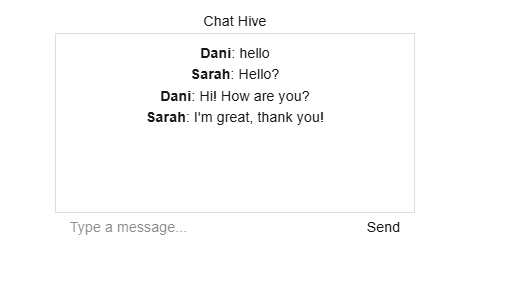 Chat Hive
Dani: hello
Sarah: Hello?
Dani: Hi! How are you?
Sarah: I'm great, thank you!
Type a message... Send